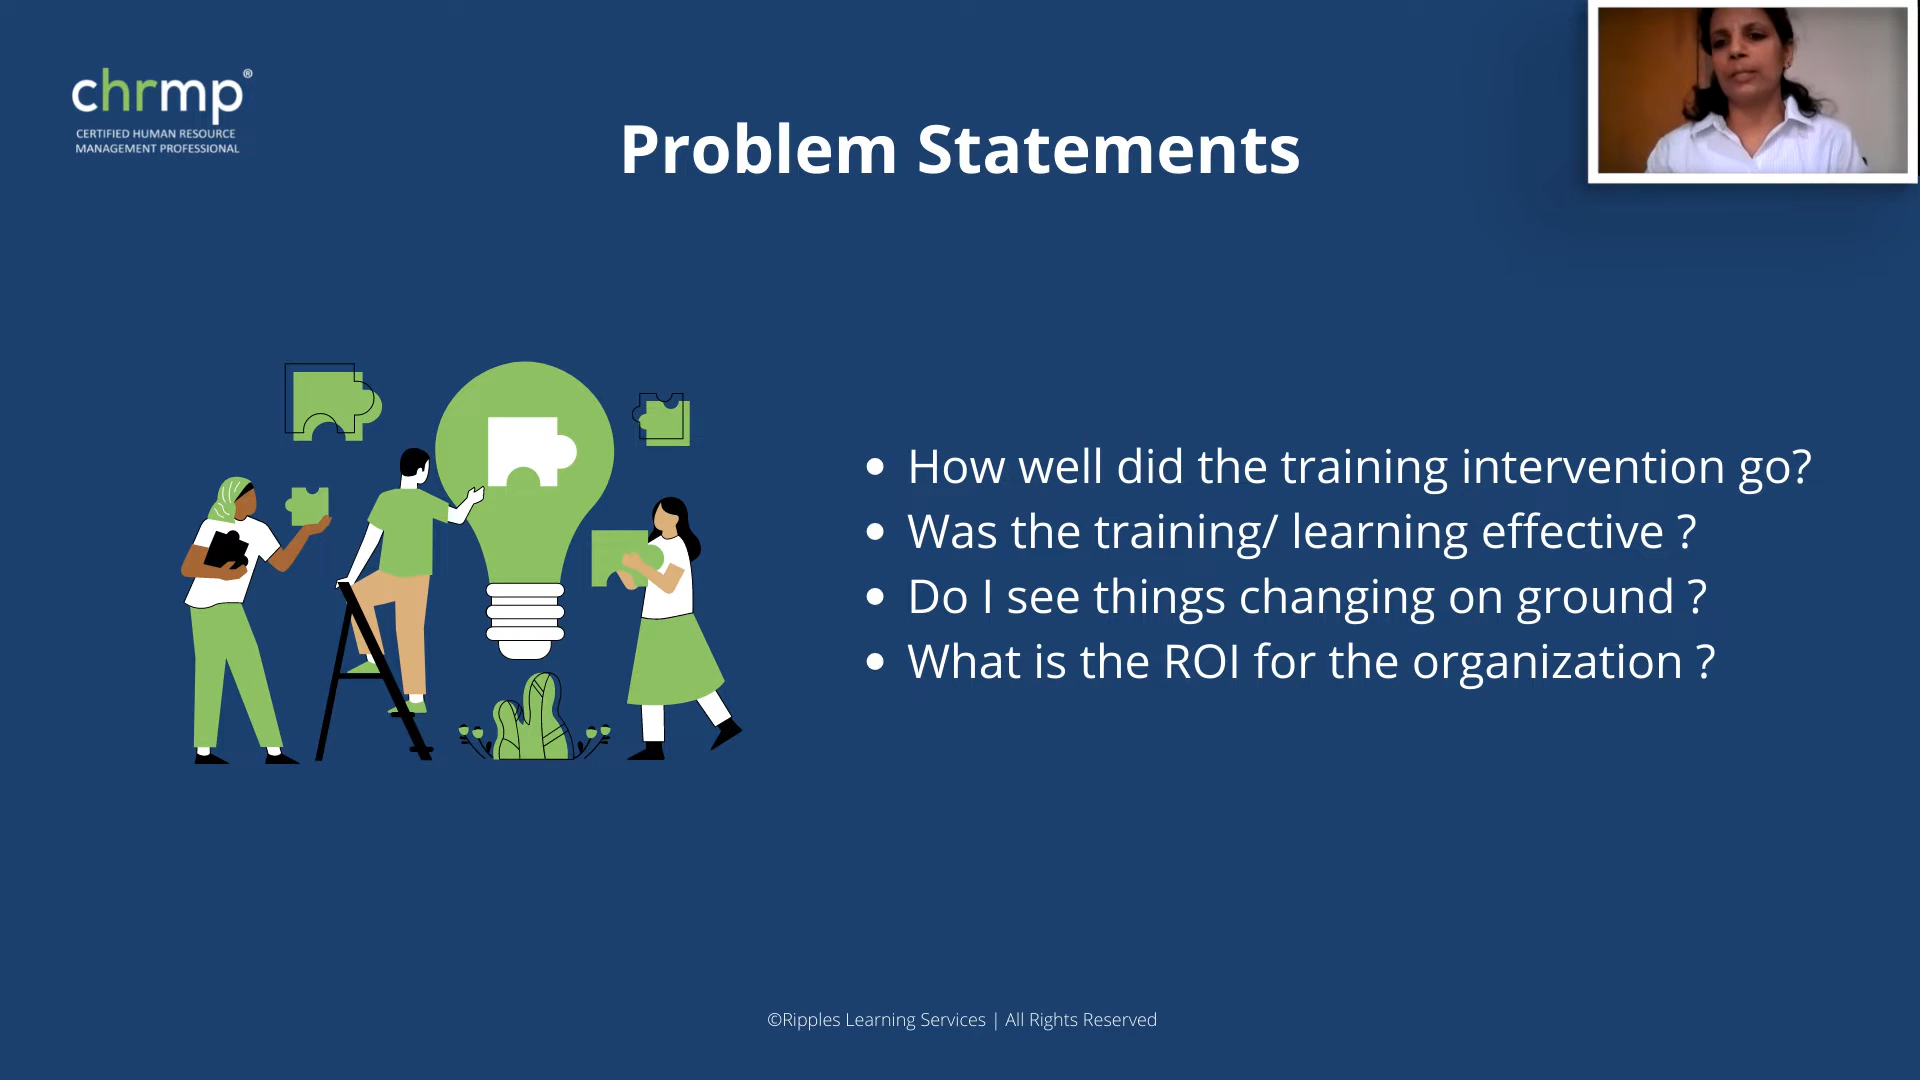 chrmp®
CERTIFIED HUMAN RESOURCE
MANAGEMENT PROFESSIONAL
Problem Statements
• How well did the training intervention go?
• Was the training/ learning effective ?
• Do I see things changing on ground ?
• What is the ROI for the organization ?
©Ripples Learning Services | All Rights Reserved